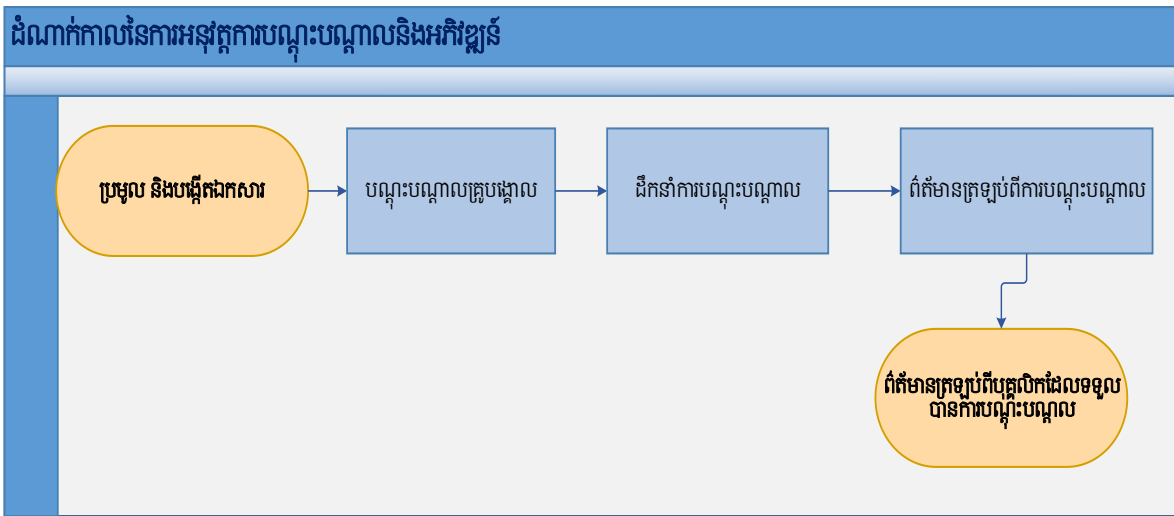 ដំណាក់កាលនៃការអនុវត្តការបណ្តុះបណ្តាលនិងអភិវឌ្ឍន៍
ប្រមូល និងបង្កើតឯកសារ
បណ្តុះបណ្តាលគ្រូបង្គោល
ដឹកនាំការបណ្តុះបណ្តាល
ព័ត៌មានត្រឡប់ពីការបណ្តុះបណ្តាល
ព័ត៌មានត្រឡប់ពីបុគ្គលិកដែលទទួល
បានការបណ្តុះបណ្តល